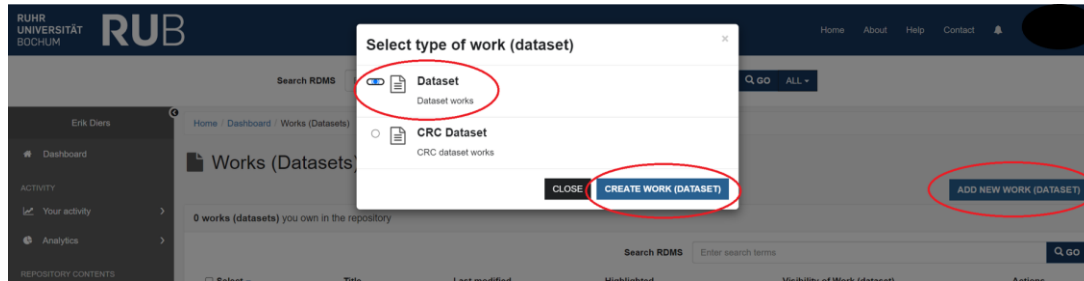 RUHR
UNIVERSITÄT
BOCHUM
RUB
Home About Help Contact
Search RDMS
GO ALL
Select type of work (dataset)
×
Dataset
Dataset works
CRC Dataset
CRC dataset works
CLOSE
CREATE WORK (DATASET)
Erik Diers
Dashboard
ACTIVITY
Your activity
Analytics
REPOSITORY CONTENTS
Home / Dashboard / Works (Datasets)
Works (Datasets)
ADD NEW WORK (DATASET)
0 works (datasets) you own in the repository
Search RDMS Enter search terms GO
Select Title Last modified Highlighted Visibility of Work (dataset) Actions